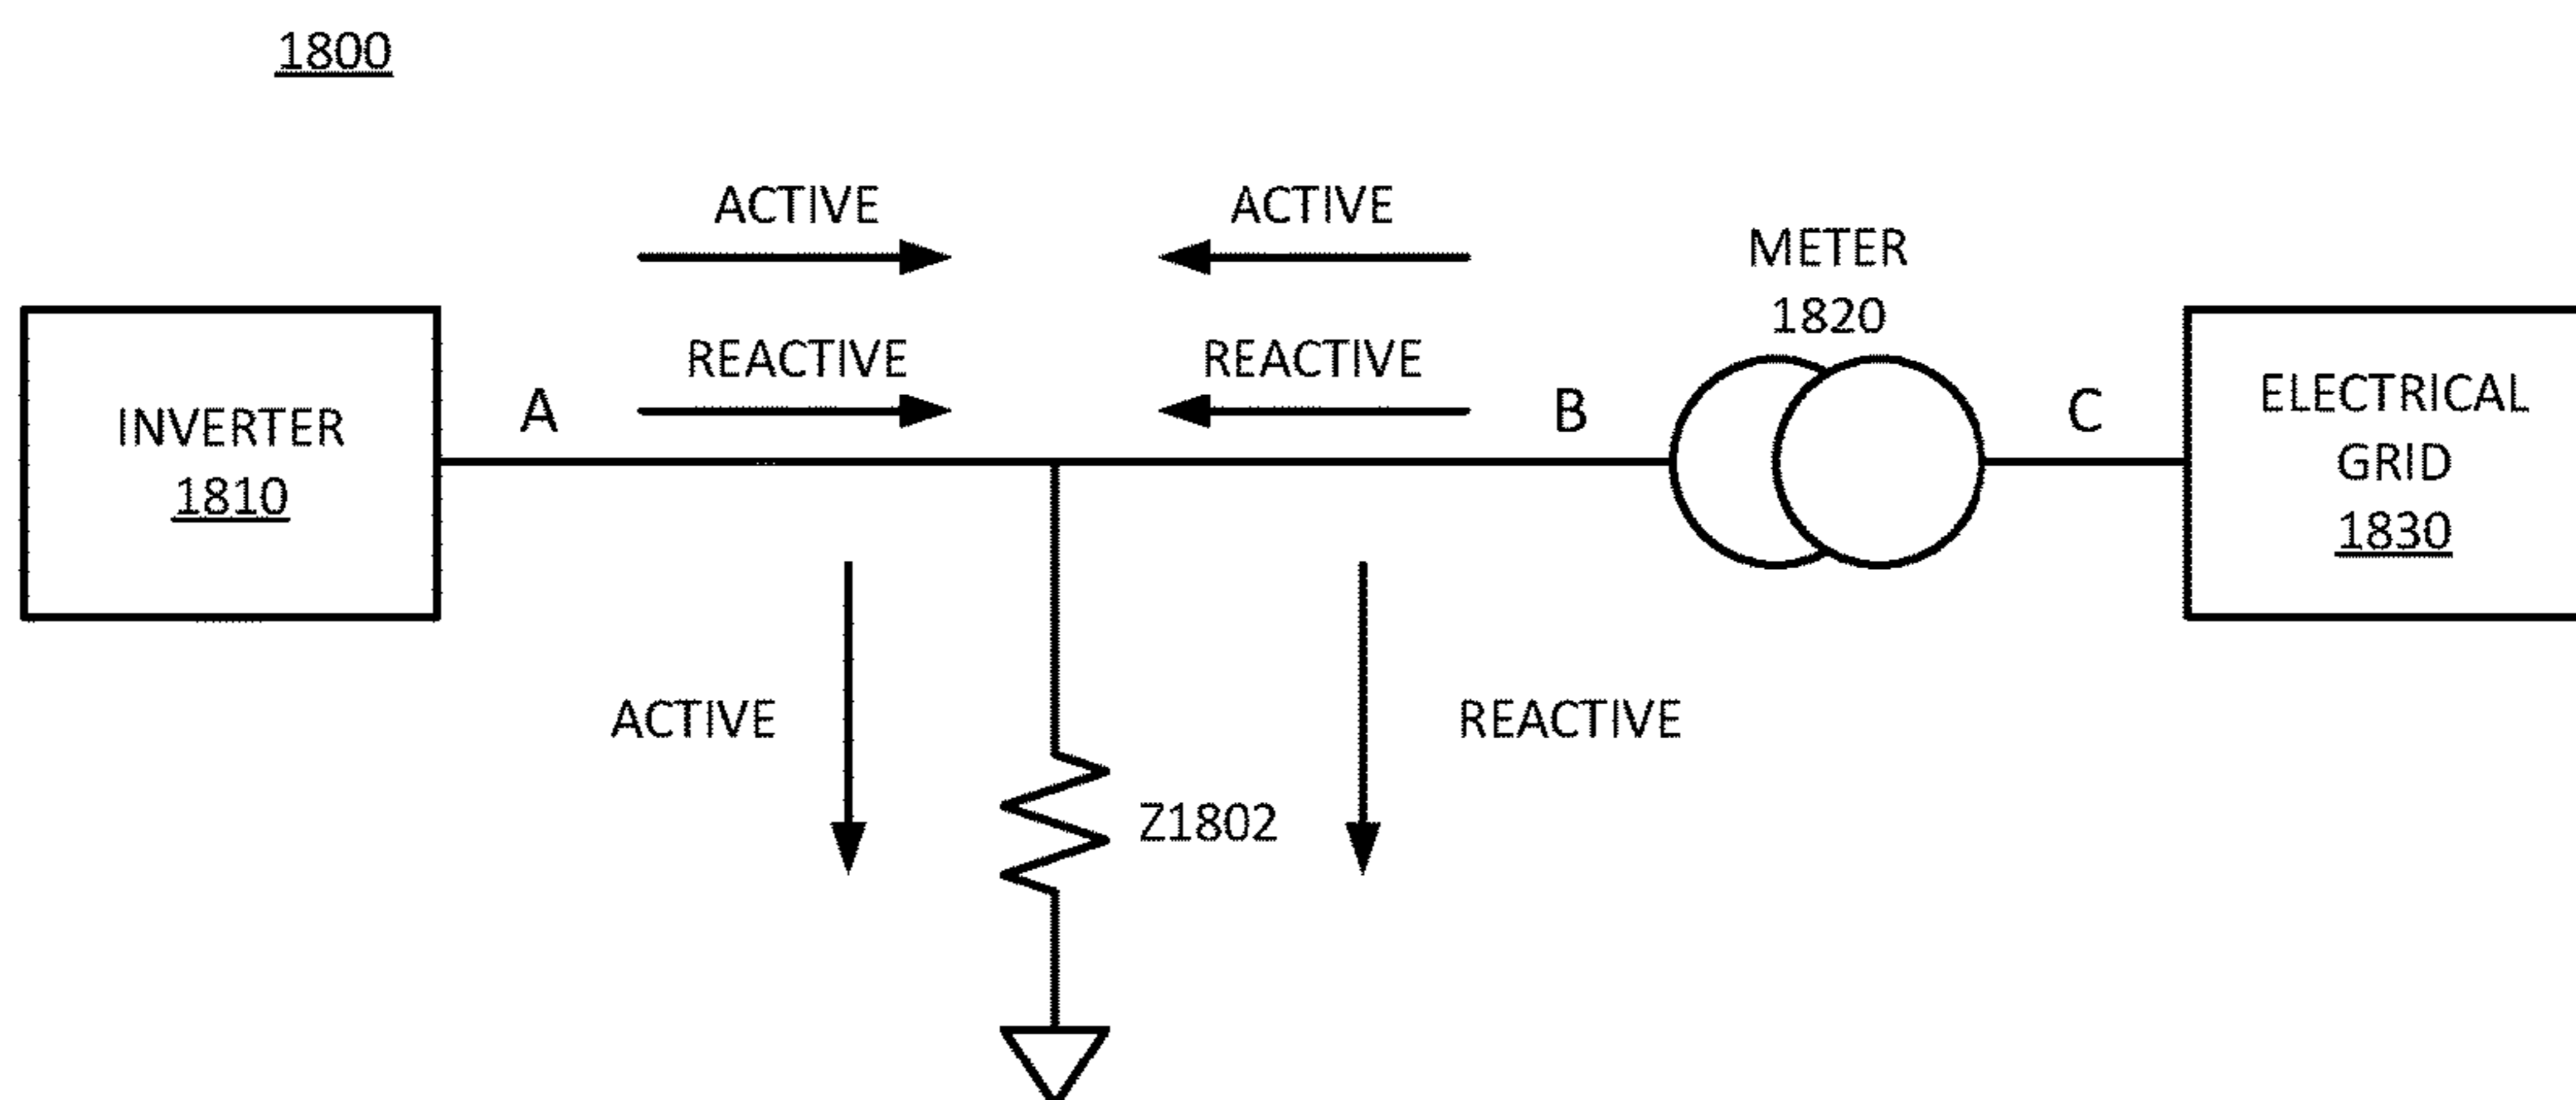 1800
ACTIVE
ACTIVE
METER
1820
REACTIVE
REACTIVE
A
B
C
INVERTER
1810
ELECTRICAL
GRID
1830
ACTIVE
REACTIVE
Z1802